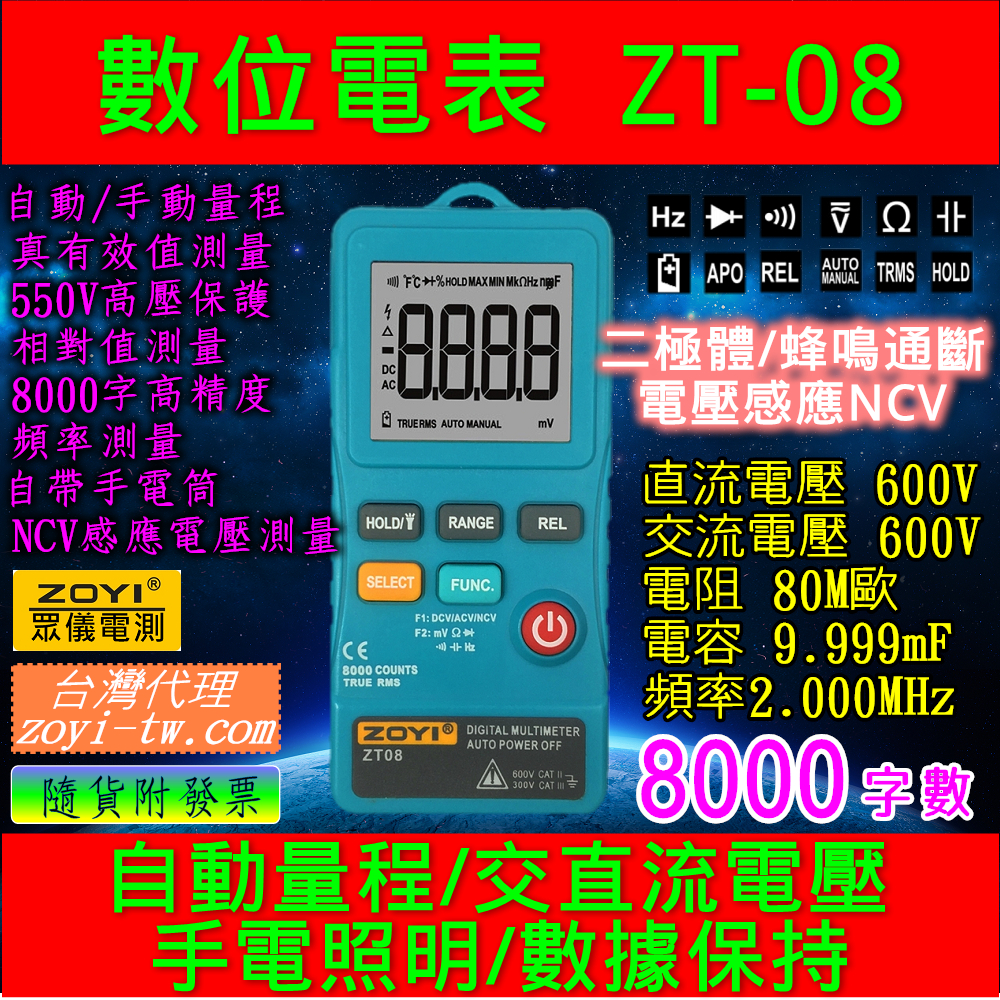 數位電表 ZT-08
自動/手動量程
真有效值測量
550V高壓保護
相對值測量
8000字高精度
頻率測量
自帶手電筒
NCV感應電壓測量
ZOYI®
眾儀電測
台灣代理
zoyi-tw.com
隨貨附發票
℉℃ % HOLD MAX MIN MkΩHz
DC
AC
8.8.8.8
TRUERMS AUTO MANUAL mV
HOLD/ RANGE REL
SELECT FUNC.
F1: DCV/ACV/NCV
F2: mV Ω
Hz
CE
8000 COUNTS
TRUE RMS
ZOYI® DIGITAL MULTIMETER
AUTO POWER OFF
ZT08
600V CAT II
300V CAT III
Hz V Ω
APO REL AUTO MANUAL TRMS HOLD
二極體/蜂鳴通斷
電壓感應NCV
直流電壓 600V
交流電壓 600V
電阻 80M歐
電容 9.999mF
頻率2.000MHz
8000 字數
自動量程/交直流電壓
手電照明/數據保持